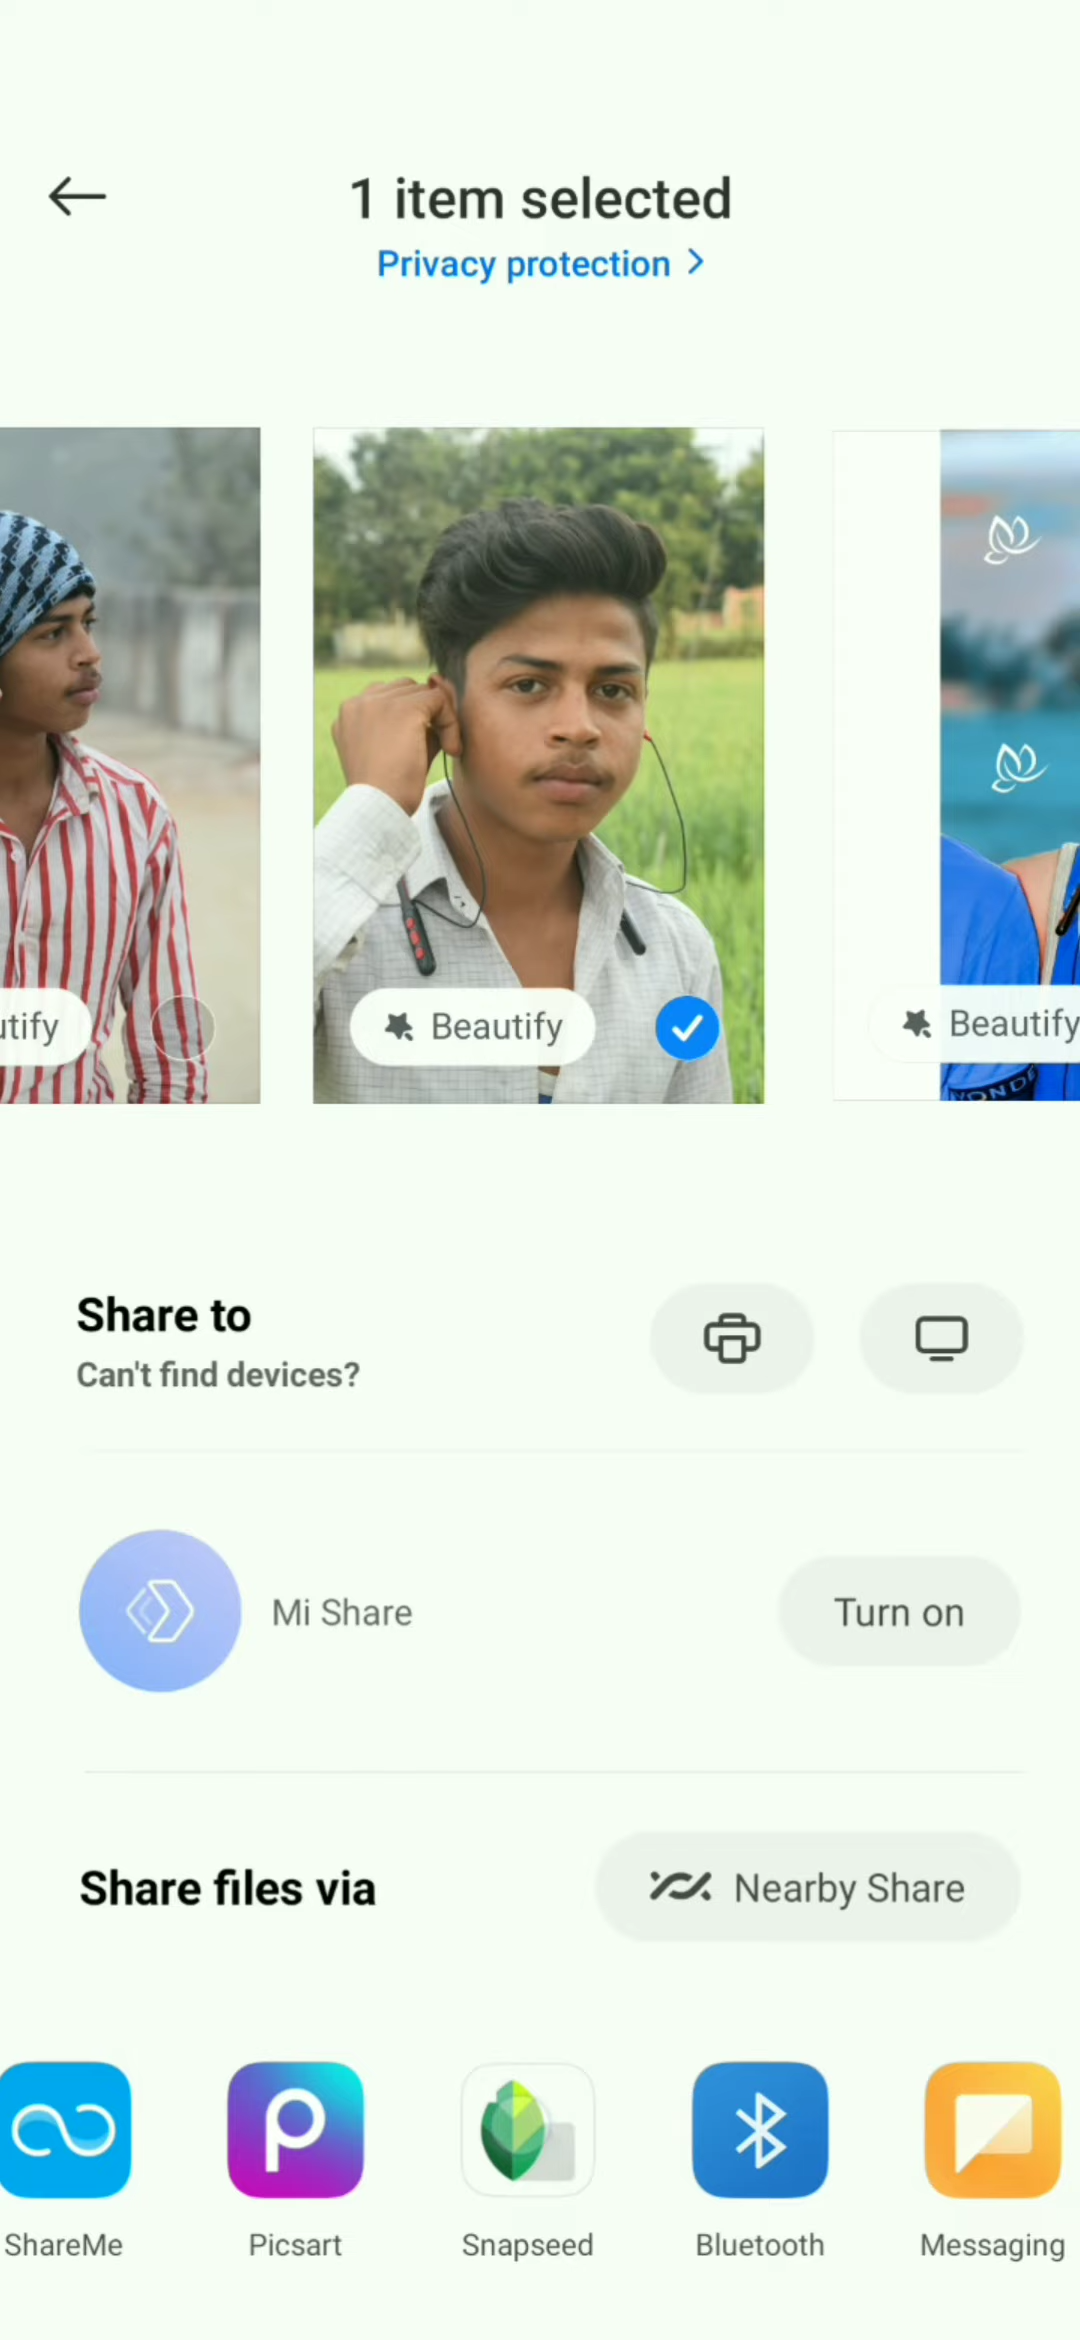 1 item selected
Privacy protection >
utify
Beautify
Beautify
Share to
Can't find devices?
Mi Share
Turn on
Share files via
Nearby Share
ShareMe
Picsart
Snapseed
Bluetooth
Messaging